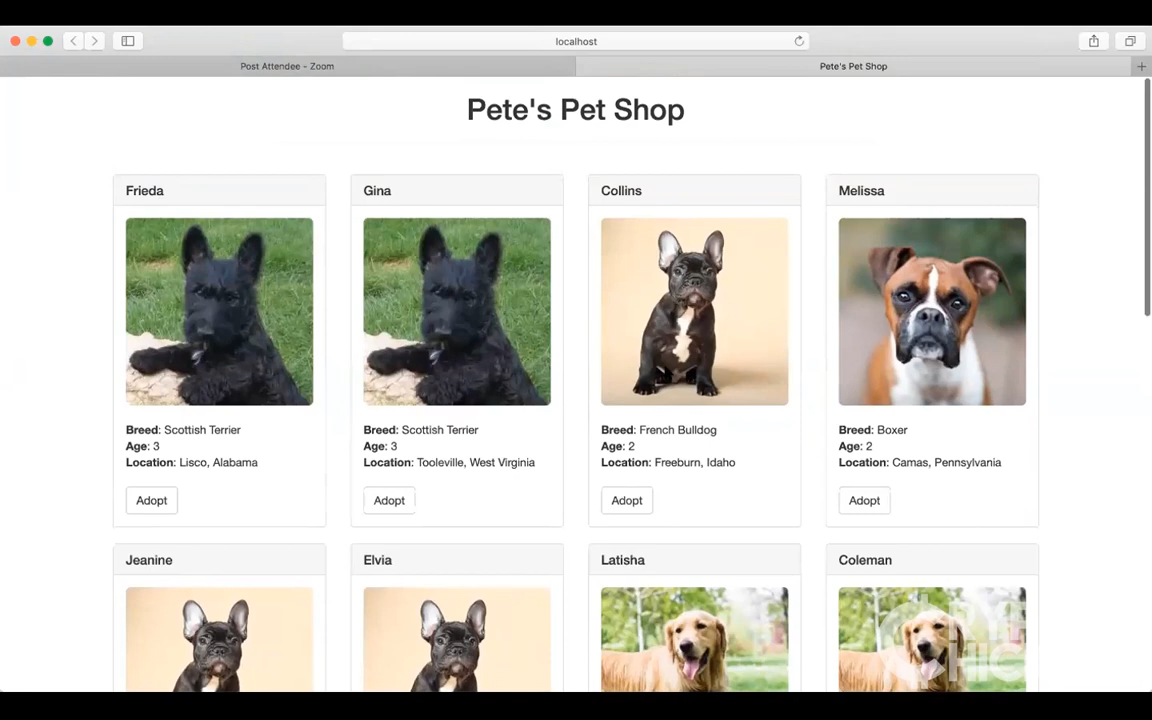 localhost
Post Attendee - Zoom
Pete's Pet Shop
Pete's Pet Shop
Frieda
Gina
Collins
Melissa
Breed: Scottish Terrier
Age: 3
Location: Lisco, Alabama
Breed: Scottish Terrier
Age: 3
Location: Tooleville, West Virginia
Breed: French Bulldog
Age: 2
Location: Freeburn, Idaho
Breed: Boxer
Age: 2
Location: Camas, Pennsylvania
Adopt
Adopt
Adopt
Adopt
Jeanine
Elvia
Latisha
Coleman